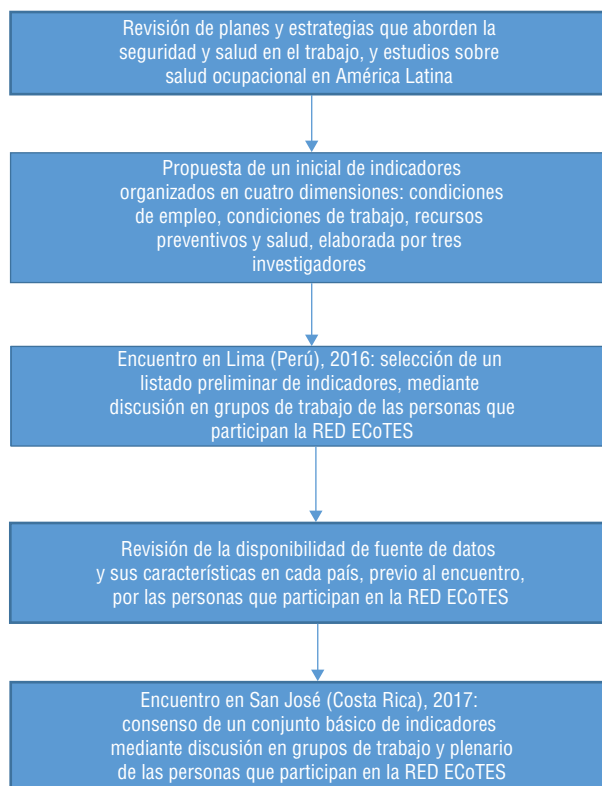 Revisión de planes y estrategias que aborden la
seguridad y salud en el trabajo, y estudios sobre
salud ocupacional en América Latina
Propuesta de un inicial de indicadores
organizados en cuatro dimensiones: condiciones
de empleo, condiciones de trabajo, recursos
preventivos y salud, elaborada por tres
investigadores
Encuentro en Lima (Perú), 2016: selección de un
listado preliminar de indicadores, mediante
discusión en grupos de trabajo de las personas que
participan la RED ECoTES
Revisión de la disponibilidad de fuente de datos
y sus características en cada país, previo al encuentro,
por las personas que participan en la RED ECoTES
Encuentro en San José (Costa Rica), 2017:
consenso de un conjunto básico de indicadores
mediante discusión en grupos de trabajo y plenario
de las personas que participan en la RED ECoTES